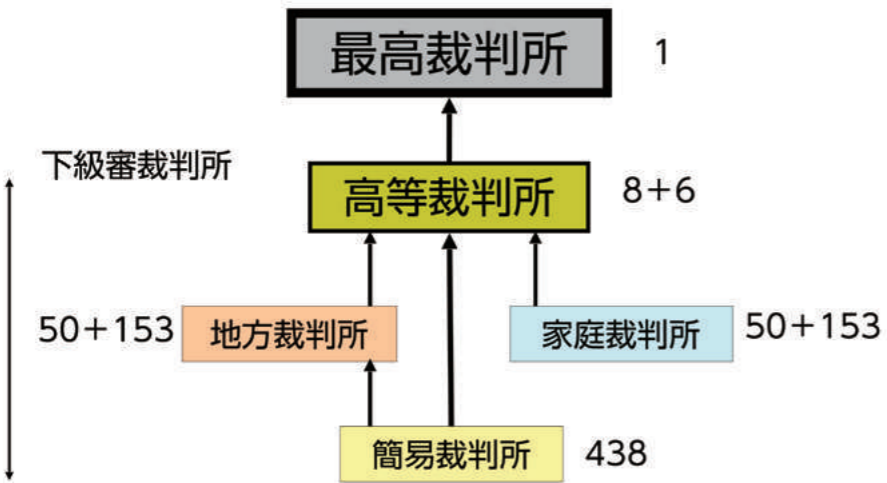 最高裁判所 1
下級審裁判所
高等裁判所 8+6
50+153 地方裁判所 家庭裁判所 50+153
簡易裁判所 438